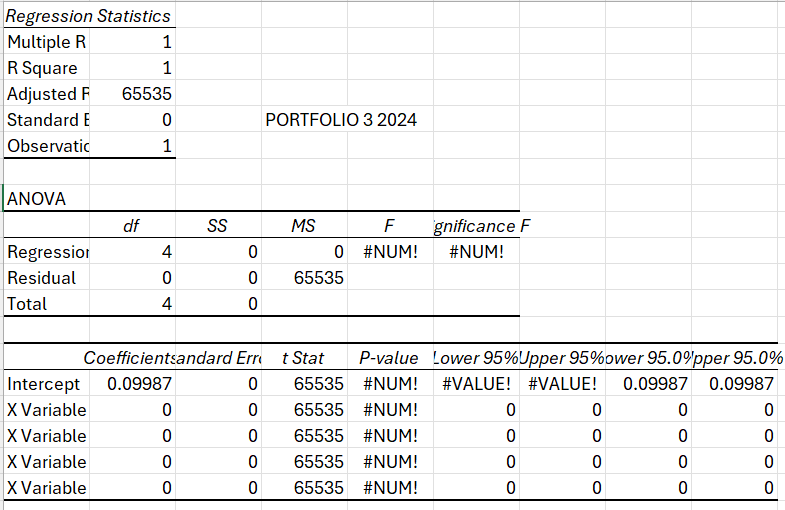 Regression Statistics
Multiple R 1
R Square 1
Adjusted R 65535
Standard E 0 PORTFOLIO 3 2024
Observatic 1
ANOVA
df SS MS F gnificance F
Regression 4 0 0 #NUM! #NUM!
Residual 0 0 65535
Total 4 0
Coefficients andard Erro t Stat P-value Lower 95% Upper 95% ower 95.0% pper 95.0%
Intercept 0.09987 0 65535 #NUM! #VALUE! #VALUE! 0.09987 0.09987
X Variable 0 0 65535 #NUM! 0 0 0 0
X Variable 0 0 65535 #NUM! 0 0 0 0
X Variable 0 0 65535 #NUM! 0 0 0 0
X Variable 0 0 65535 #NUM! 0 0 0 0